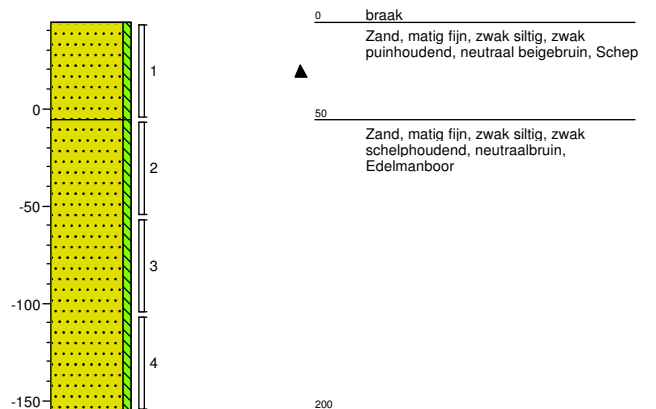 0 braak
Zand, matig fijn, zwak siltig, zwak
puinhoudend, neutraal beigebruin, Schep
1
0
50
Zand, matig fijn, zwak siltig, zwak
schelphoudend, neutraalbruin,
Edelmanboor
2
-50
3
-100
4
-150
200